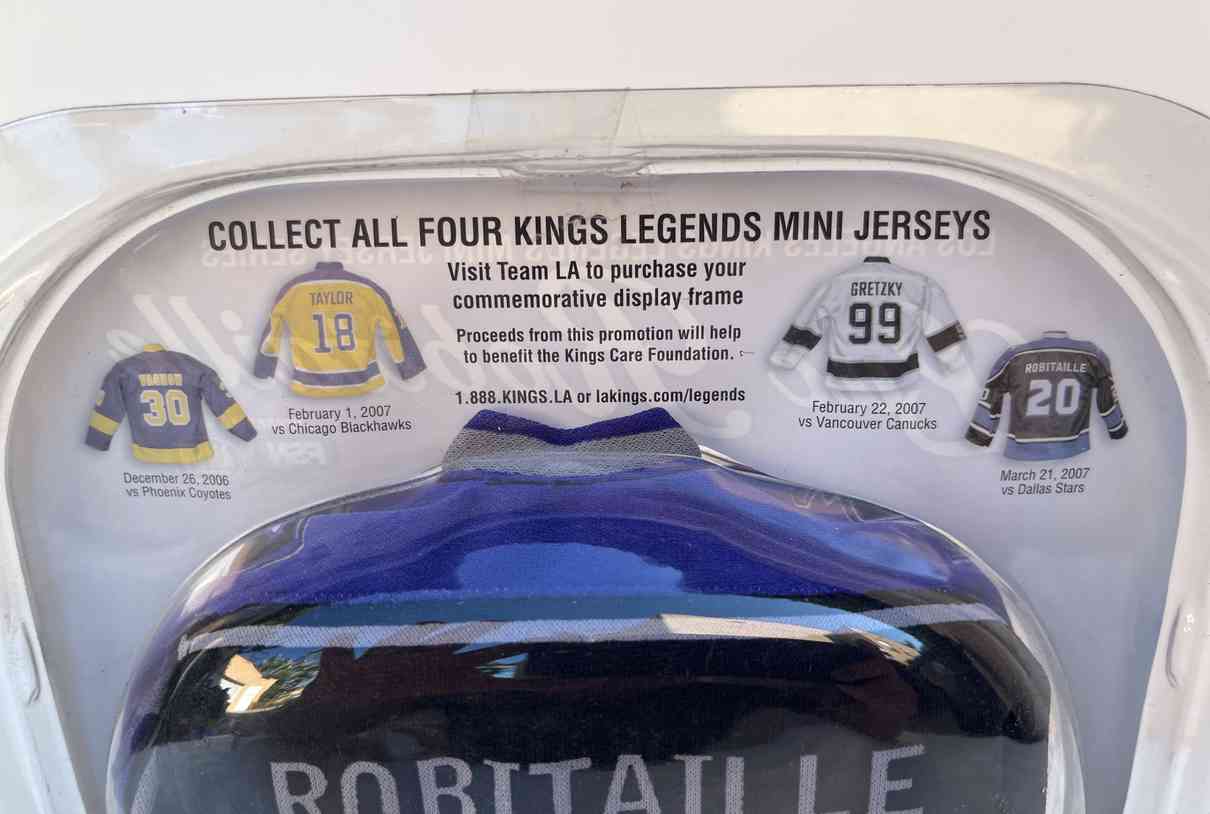 COLLECT ALL FOUR KINGS LEGENDS MINI JERSEYS
Visit Team LA to purchase your
commemorative display frame
Proceeds from this promotion will help
to benefit the Kings Care Foundation.
1.888.KINGS.LA or lakings.com/legends
VACHON
30
December 26, 2006
vs Phoenix Coyotes
TAYLOR
18
February 1, 2007
vs Chicago Blackhawks
GRETZKY
99
February 22, 2007
vs Vancouver Canucks
ROBITAILLE
20
March 21, 2007
vs Dallas Stars
ROBITAILLE